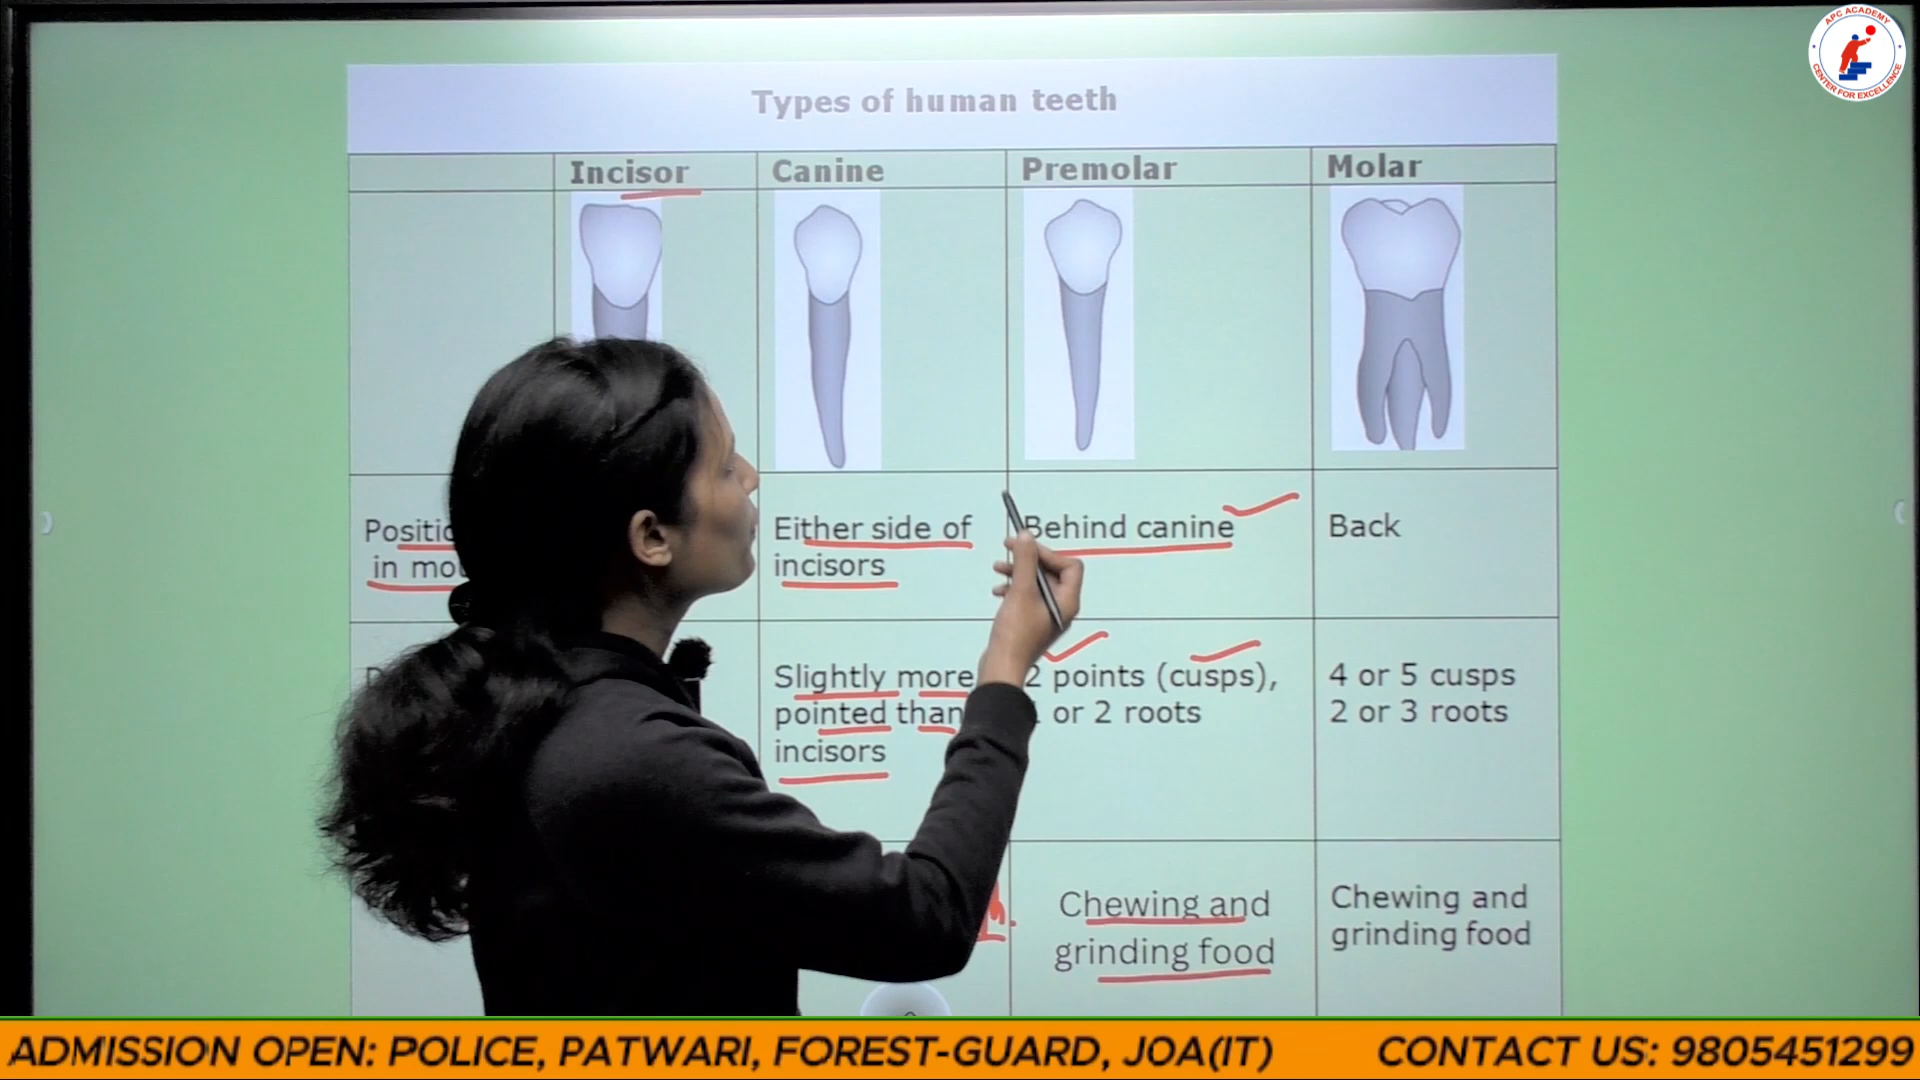 APC ACADEMY
CENTER FOR EXCELLENCE
Types of human teeth
Incisor Canine Premolar Molar
Either side of
incisors
Behind canine
Back
in
Slightly more
pointed than
incisors
2 points (cusps),
or 2 roots
4 or 5 cusps
2 or 3 roots
Chewing and
grinding food
Chewing and
grinding food
ADMISSION OPEN: POLICE, PATWARI, FOREST-GUARD, JOA(IT) CONTACT US: 9805451299